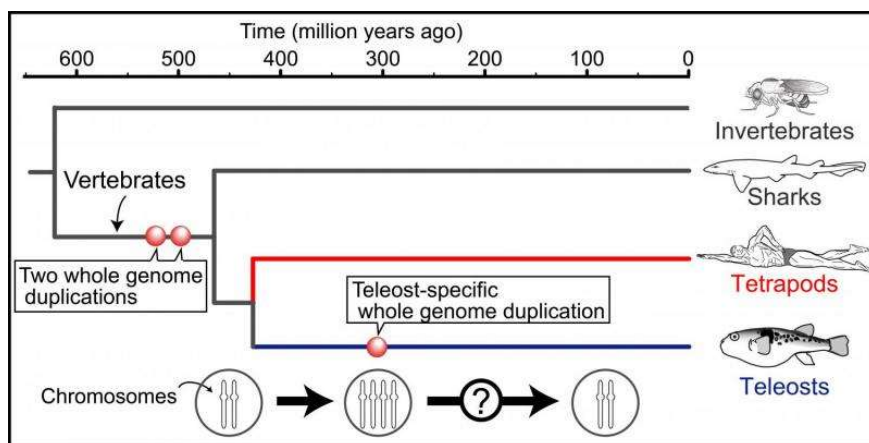 Time (million years ago)
600 500 400 300 200 100 0
Invertebrates
Vertebrates
Sharks
Two whole genome
duplications
Tetrapods
Teleost-specific
whole genome duplication
Teleosts
Chromosomes
?